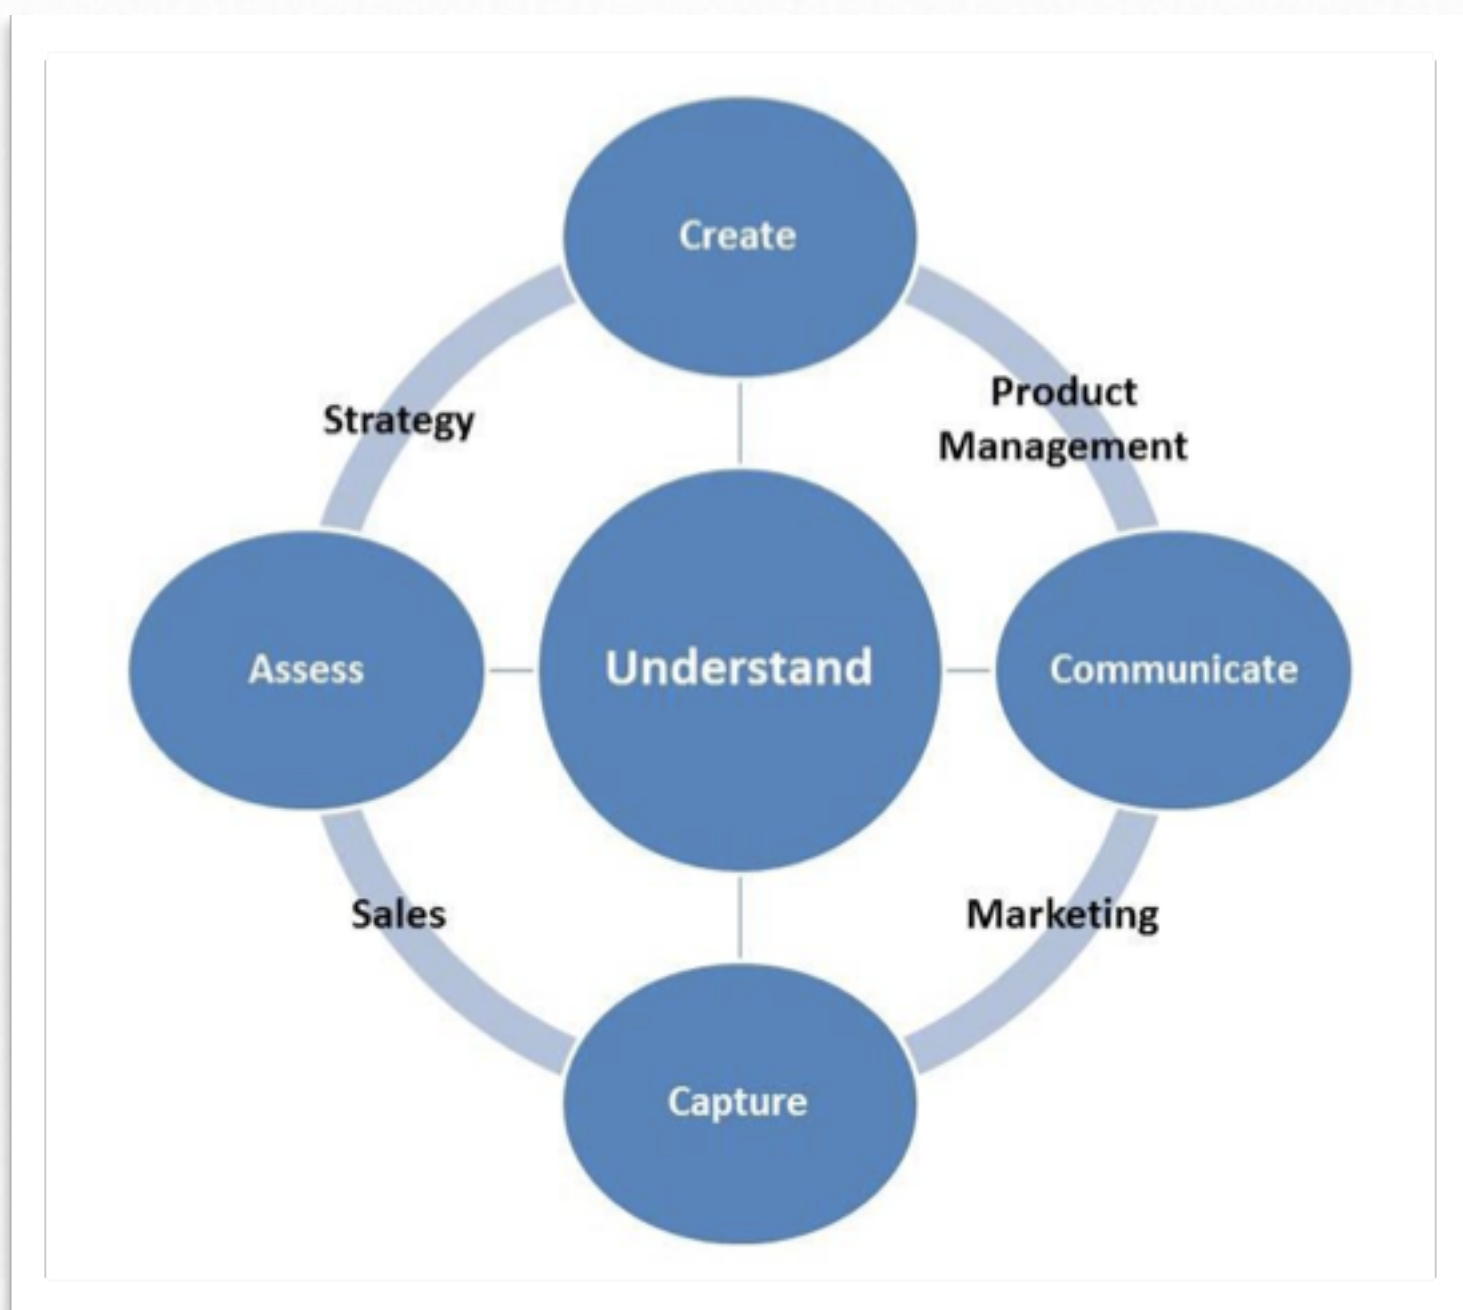 Create
Strategy
Product
Management
Assess
Understand
Communicate
Sales
Marketing
Capture